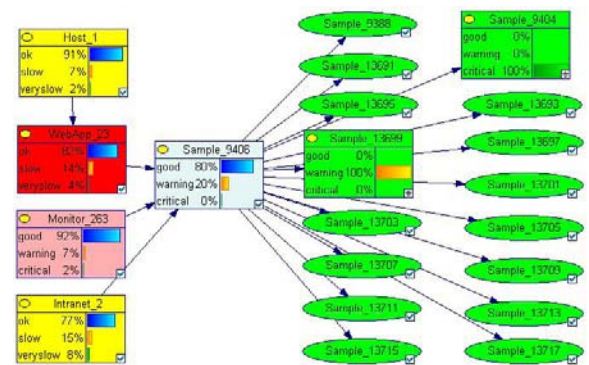 Host_1
ok 91%
slow 7%
veryslow 2%
WebApp_23
ok 82%
slow 14%
veryslow 4%
Monitor_263
good 92%
warning 7%
critical 2%
Intranet_2
ok 77%
slow 15%
veryslow 8%
Sample_9406
good 80%
warning 20%
critical 0%
Sample_9388
Sample_13691
Sample_13695
Sample_13699
good 0%
warning 100%
critical 0%
Sample_13703
Sample_13707
Sample_13711
Sample_13715
Sample_9404
good 0%
warning 0%
critical 100%
Sample_13693
Sample_13697
Sample_13701
Sample_13705
Sample_13709
Sample_13713
Sample_13717